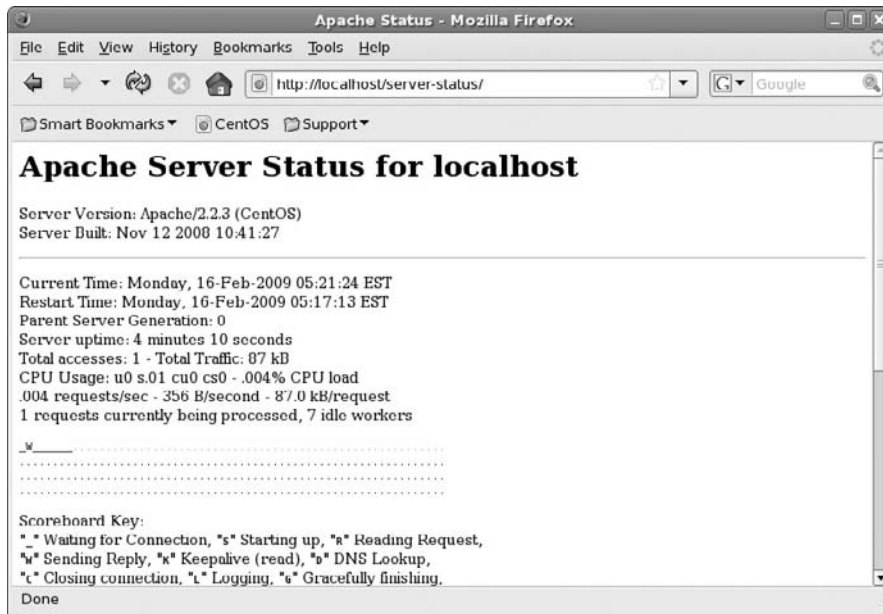 Apache Status - Mozilla Firefox
File Edit View History Bookmarks Tools Help
http://localhost/server-status/
G Google
Smart Bookmarks CentOS Support
Apache Server Status for localhost
Server Version: Apache/2.2.3 (CentOS)
Server Built: Nov 12 2008 10:41:27
Current Time: Monday, 16-Feb-2009 05:21:24 EST
Restart Time: Monday, 16-Feb-2009 05:17:13 EST
Parent Server Generation: 0
Server uptime: 4 minutes 10 seconds
Total accesses: 1 - Total Traffic: 87 kB
CPU Usage: u0 s.01 cu0 cs0 - .004% CPU load
.004 requests/sec - 356 B/second - 87.0 kB/request
1 requests currently being processed, 7 idle workers
_W______........................................................
................................................................
................................................................
................................................................
Scoreboard Key:
"_" Waiting for Connection, "S" Starting up, "R" Reading Request,
"W" Sending Reply, "K" Keepalive (read), "D" DNS Lookup,
"C" Closing connection, "L" Logging, "G" Gracefully finishing,
Done